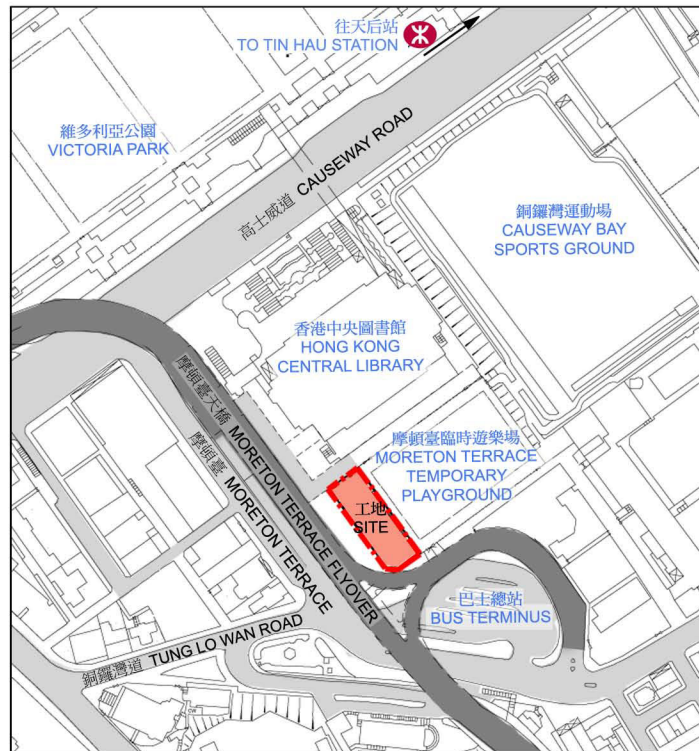 往天后站
TO TIN HAU STATION
維多利亞公園
VICTORIA PARK
高士威道 CAUSEWAY ROAD
銅鑼灣運動場
CAUSEWAY BAY
SPORTS GROUND
香港中央圖書館
HONG KONG
CENTRAL LIBRARY
摩頓臺天橋 MORETON TERRACE FLYOVER
摩頓臺 MORETON TERRACE
摩頓臺臨時遊樂場
MORETON TERRACE
TEMPORARY
PLAYGROUND
工地
SITE
巴士總站
BUS TERMINUS
銅鑼灣道 TUNG LO WAN ROAD